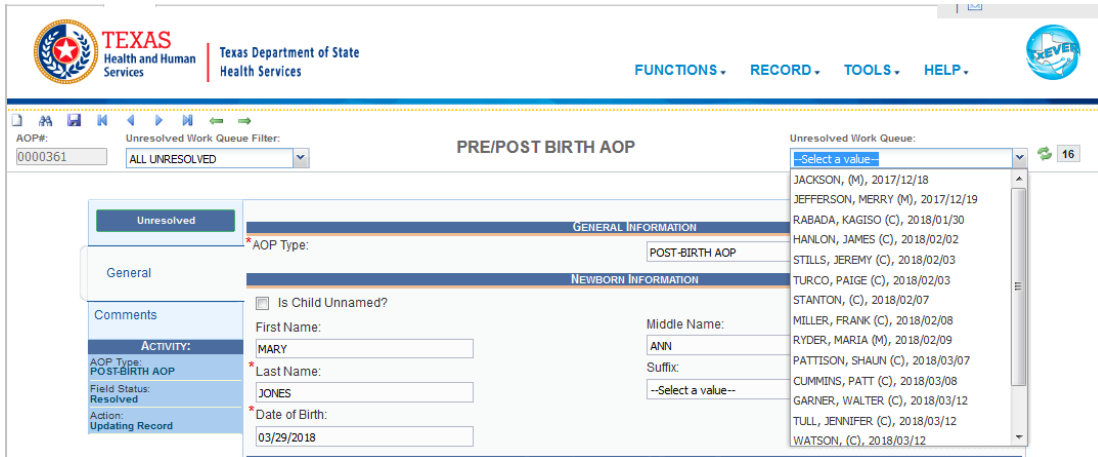 TEXAS
Health and Human
Services
Texas Department of State
Health Services
FUNCTIONS
RECORD
TOOLS
HELP
TxEVER
AOP#:
Unresolved Work Queue Filter:
0000361
ALL UNRESOLVED
PRE/POST BIRTH AOP
Unresolved Work Queue:
--Select a value--
16
JACKSON, (M), 2017/12/18
JEFFERSON, MERRY (M), 2017/12/19
RABADA, KAGISO (C), 2018/01/30
HANLON, JAMES (C), 2018/02/02
STILLS, JEREMY (C), 2018/02/03
TURCO, PAIGE (C), 2018/02/03
STANTON, (C), 2018/02/07
MILLER, FRANK (C), 2018/02/08
RYDER, MARIA (M), 2018/02/09
PATTISON, SHAUN (C), 2018/03/07
CUMMINS, PATT (C), 2018/03/08
GARNER, WALTER (C), 2018/03/12
TULL, JENNIFER (C), 2018/03/12
WATSON, (C), 2018/03/12
Unresolved
General
Comments
ACTIVITY:
AOP Type:
POST-BIRTH AOP
Field Status:
Resolved
Action:
Updating Record
GENERAL INFORMATION
*AOP Type:
POST-BIRTH AOP
NEWBORN INFORMATION
Is Child Unnamed?
First Name:
MARY
Middle Name:
ANN
*Last Name:
JONES
Suffix:
--Select a value--
*Date of Birth:
03/29/2018